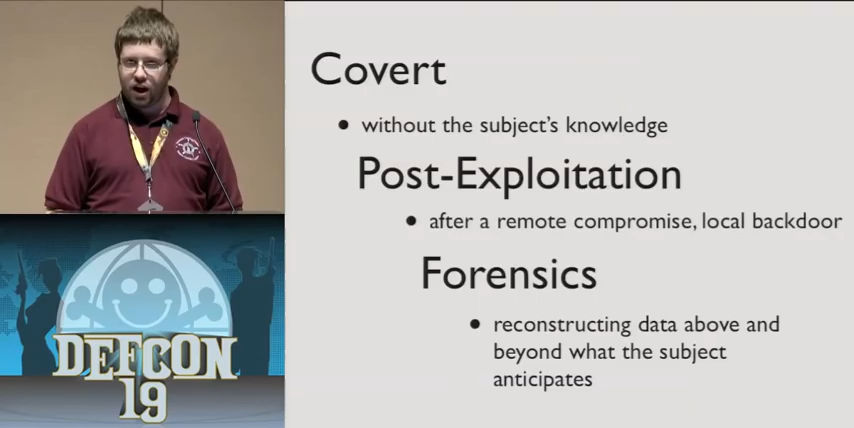 Covert
• without the subject's knowledge
Post-Exploitation
• after a remote compromise, local backdoor
Forensics
• reconstructing data above and
beyond what the subject
anticipates
DEFCON
19